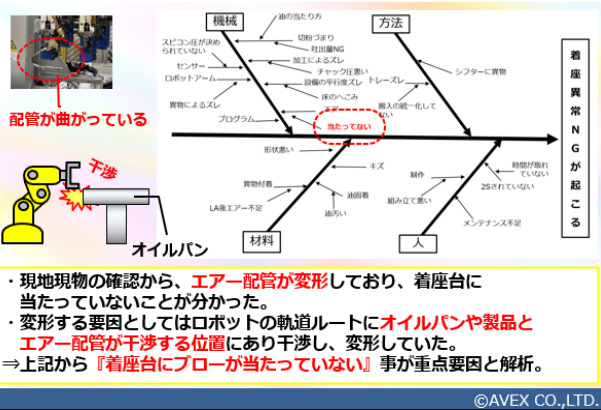 配管が曲がっている
干渉
オイルパン
機械
油の当たり方
切粉づまり
吐出量NG
スピコン圧が決め
られていない
加工によるズレ
センサー
チャック圧悪い
ロボットアーム
設備の平行度ズレ
床のへこみ
異物によるズレ
エアー
プログラム
当たってない
方法
シフターに異物
トレーズレ
搬入の統一化して
ない
着座異常NGが起こる
形状悪い
キズ
異物付着
油固着
LA後エアー不足
油汚い
材料
時間が取れ
ていない
制作
2Sされていない
組み立て悪い
メンテナンス不足
人
・現地現物の確認から、エアー配管が変形しており、着座台に
当たっていないことが分かった。
・変形する要因としてはロボットの軌道ルートにオイルパンや製品と
エアー配管が干渉する位置にあり干渉し、変形していた。
⇒上記から『着座台にブローが当たっていない』事が重点要因と解析。
©AVEX CO.,LTD.